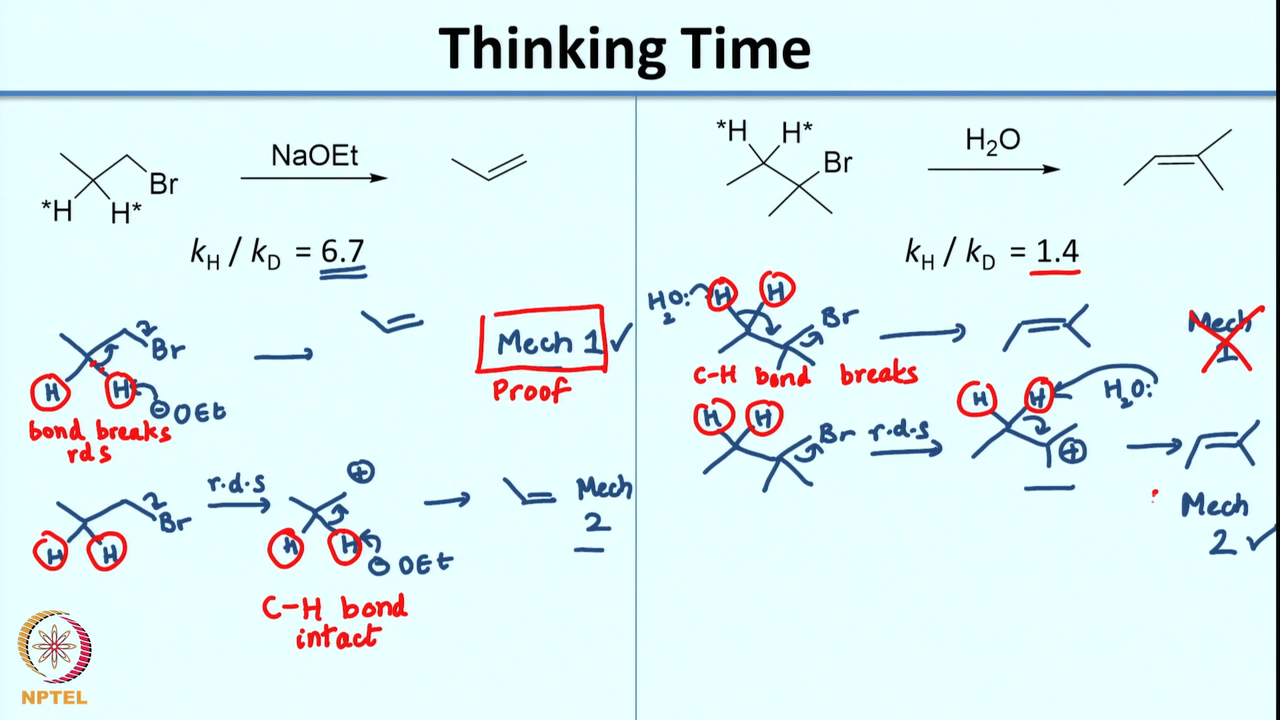 Thinking Time
NaOEt
Br
*H
H*
kH / kD = 6.7
Br
H
H
⊖OEt
bond breaks
rds
Mech 1 ✓
Proof
Br
H
H
r.d.s
⊕
H
H
⊖ OEt
C-H bond
intact
Mech
2
*H
H*
Br
H2O
kH / kD = 1.4
H2O:
H
H
Br
C-H bond breaks
Mech
1
H
H
Br
r.d.s
H
H
H2O:
⊕
Mech
2 ✓
NPTEL